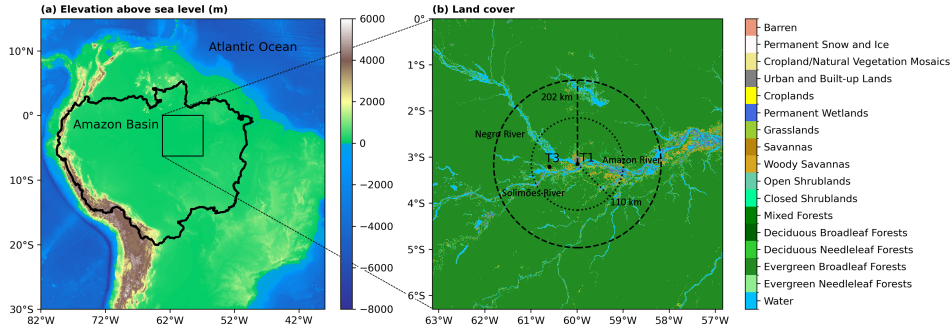 (a) Elevation above sea level (m)
10°N
0°
10°S
20°S
30°S
82°W
72°W
62°W
52°W
42°W
Atlantic Ocean
Amazon Basin
6000
4000
2000
0
−2000
−4000
−6000
−8000
(b) Land cover
0°
1°S
2°S
3°S
4°S
5°S
6°S
63°W
62°W
61°W
60°W
59°W
58°W
57°W
202 km
Negro River
T3
T1
Amazon River
Solimões River
110 km
Barren
Permanent Snow and Ice
Cropland/Natural Vegetation Mosaics
Urban and Built-up Lands
Croplands
Permanent Wetlands
Grasslands
Savannas
Woody Savannas
Open Shrublands
Closed Shrublands
Mixed Forests
Deciduous Broadleaf Forests
Deciduous Needleleaf Forests
Evergreen Broadleaf Forests
Evergreen Needleleaf Forests
Water